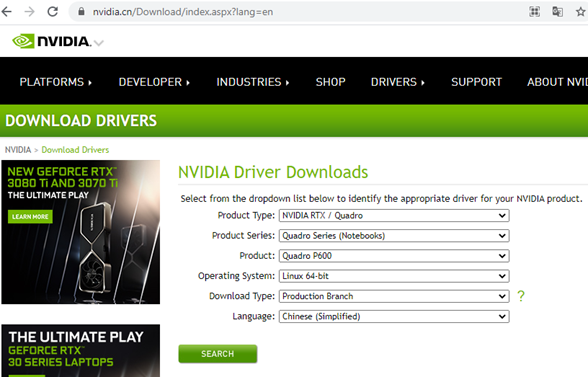 nvidia.cn/Download/index.aspx?lang=en
NVIDIA.
PLATFORMS DEVELOPER INDUSTRIES SHOP DRIVERS SUPPORT ABOUT NVI
DOWNLOAD DRIVERS
NVIDIA > Download Drivers
NEW GEFORCE RTX™
3080 Ti AND 3070 Ti
THE ULTIMATE PLAY
LEARN MORE
THE ULTIMATE PLAY
GEFORCE RTX™
30 SERIES LAPTOPS
NVIDIA Driver Downloads
Select from the dropdown list below to identify the appropriate driver for your NVIDIA product.
Product Type: NVIDIA RTX / Quadro
Product Series: Quadro Series (Notebooks)
Product: Quadro P600
Operating System: Linux 64-bit
Download Type: Production Branch ?
Language: Chinese (Simplified)
SEARCH